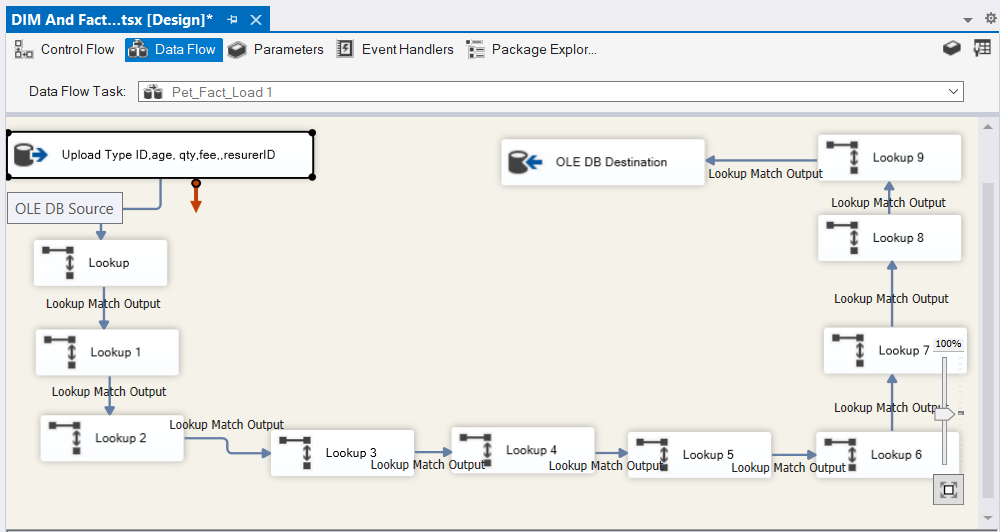 DIM And Fact...tsx [Design]*
Control Flow
Data Flow
Parameters
Event Handlers
Package Explor...
Data Flow Task:
Pet_Fact_Load 1
Upload Type ID,age, qty,fee,,resurerID
OLE DB Source
Lookup
Lookup Match Output
Lookup 1
Lookup Match Output
Lookup 2
Lookup Match Output
Lookup 3
Lookup Match Output
Lookup 4
Lookup Match Output
Lookup 5
Lookup Match Output
Lookup 6
Lookup Match Output
Lookup 7
100%
Lookup Match Output
Lookup 8
Lookup Match Output
Lookup 9
Lookup Match Output
OLE DB Destination